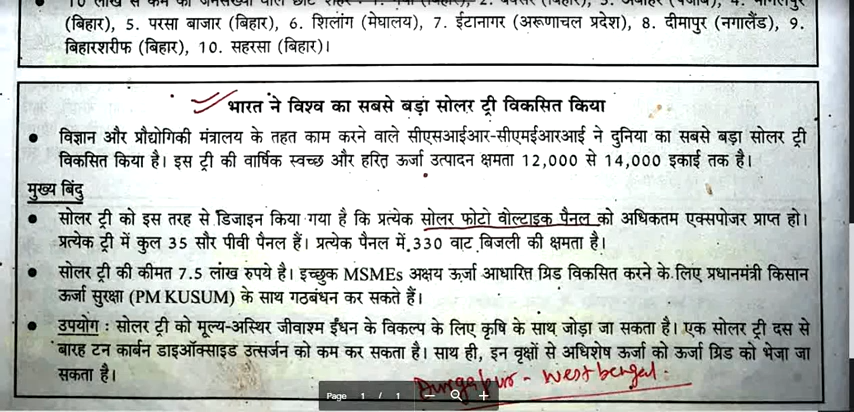 (बिहार), 5. परसा बाजार (बिहार), 6. शिलांग (मेघालय), 7. ईटानगर (अरूणाचल प्रदेश), 8. दीमापुर (नगालैंड), 9.
बिहारशरीफ (बिहार), 10. सहरसा (बिहार)।
भारत ने विश्व का सबसे बड़ा सोलर ट्री विकसित किया
● विज्ञान और प्रौद्योगिकी मंत्रालय के तहत काम करने वाले सीएसआईआर-सीएमईआरआई ने दुनिया का सबसे बड़ा सोलर ट्री
विकसित किया है। इस ट्री की वार्षिक स्वच्छ और हरित ऊर्जा उत्पादन क्षमता 12,000 से 14,000 इकाई तक है।
मुख्य बिंदु
● सोलर ट्री को इस तरह से डिजाइन किया गया है कि प्रत्येक सोलर फोटो वोल्टाइक पैनल को अधिकतम एक्सपोजर प्राप्त हो।
प्रत्येक ट्री में कुल 35 सौर पीवी पैनल हैं। प्रत्येक पैनल में 330 वाट बिजली की क्षमता है।
● सोलर ट्री की कीमत 7.5 लाख रुपये है। इच्छुक MSMEs अक्षय ऊर्जा आधारित ग्रिड विकसित करने के लिए प्रधानमंत्री किसान
ऊर्जा सुरक्षा (PM KUSUM) के साथ गठबंधन कर सकते हैं।
● उपयोग : सोलर ट्री को मूल्य-अस्थिर जीवाश्म ईंधन के विकल्प के लिए कृषि के साथ जोड़ा जा सकता है। एक सोलर ट्री दस से
बारह टन कार्बन डाइऑक्साइड उत्सर्जन को कम कर सकता है। साथ ही, इन वृक्षों से अधिशेष ऊर्जा को ऊर्जा ग्रिड को भेजा जा
सकता है।
Durgapur - West bengal.
Page 1 / 1